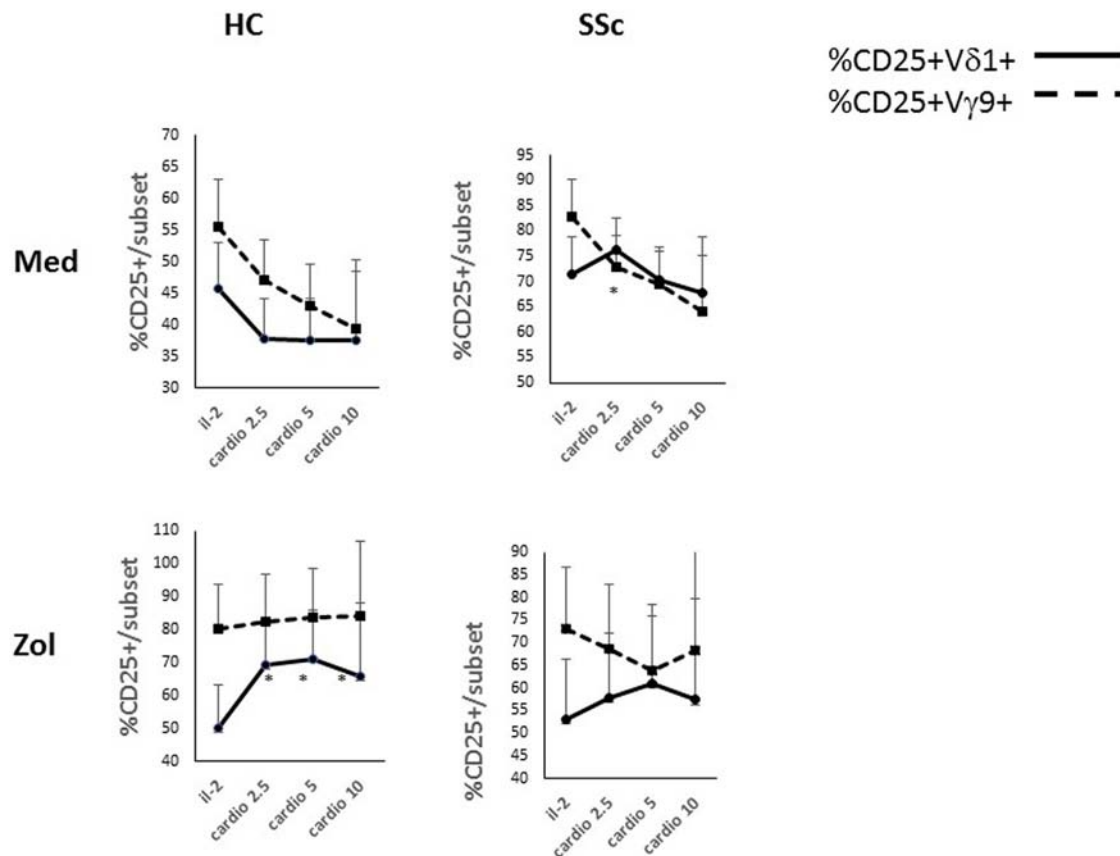 HC
SSc
%CD25+Vδ1+
%CD25+Vγ9+
Med
%CD25+/subset
70
65
60
55
50
45
40
35
30
il-2
cardio 2.5
cardio 5
cardio 10
%CD25+/subset
95
90
85
80
75
70
65
60
55
50
*
il-2
cardio 2.5
cardio 5
cardio 10
Zol
%CD25+/subset
110
100
90
80
70
60
50
40
* * *
il-2
cardio 2.5
cardio 5
cardio 10
%CD25+/subset
90
85
80
75
70
65
60
55
50
45
40
il-2
cardio 2.5
cardio 5
cardio 10